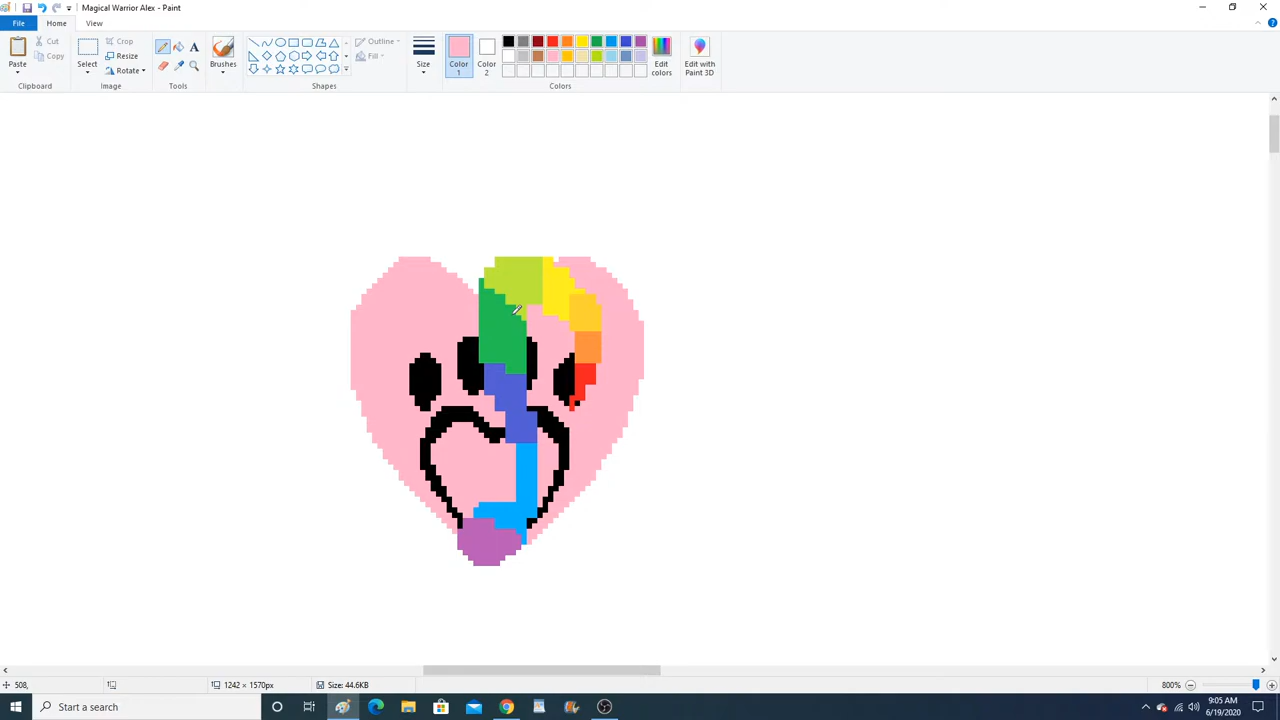 Magical Warrior Alex - Paint
File Home View
Paste
Cut
Copy
Clipboard
Select
Crop
Resize
Rotate
Image
A
Tools
Brushes
Outline
Fill
Shapes
Size
Color 1
Color 2
Edit colors
Colors
Edit with Paint 3D
508,
1242 × 1570px
Size: 44.6KB
800%
Start a search
9:05 AM
6/19/2020